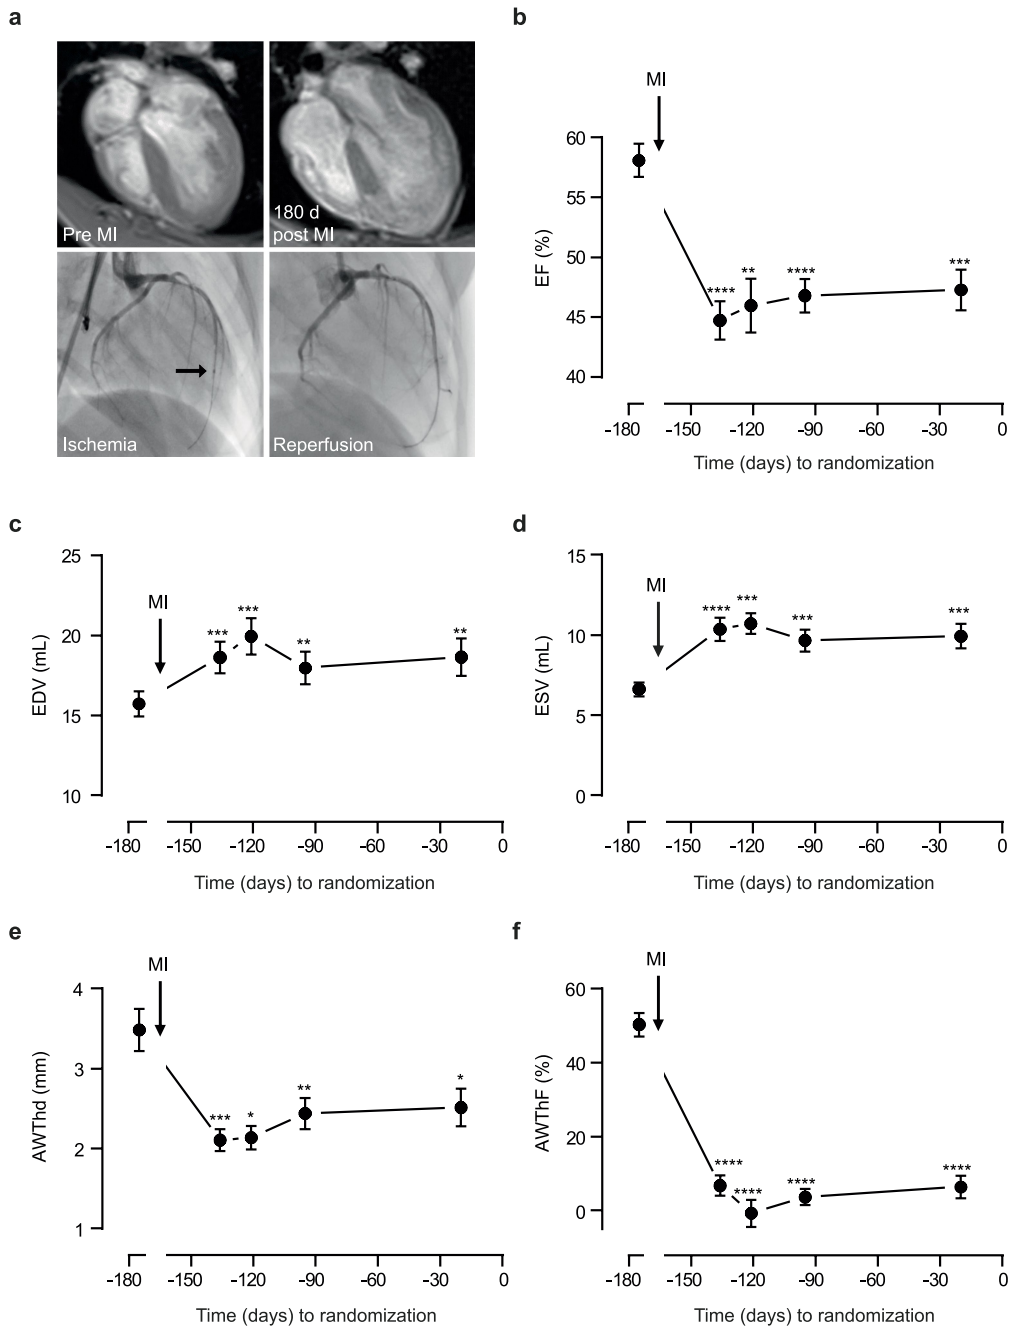 a
Pre MI
180 d
post MI
Ischemia
Reperfusion
b
MI
60
55
50
45
40
EF (%)
****
**
****
***
-180
-150
-120
-90
-60
-30
0
Time (days) to randomization
c
MI
25
20
15
10
EDV (mL)
***
***
**
**
-180
-150
-120
-90
-60
-30
0
Time (days) to randomization
d
MI
15
10
5
0
ESV (mL)
****
***
***
***
-180
-150
-120
-90
-60
-30
0
Time (days) to randomization
e
MI
4
3
2
1
AWThd (mm)
***
*
**
*
-180
-150
-120
-90
-60
-30
0
Time (days) to randomization
f
MI
60
40
20
0
AWThF (%)
****
****
****
****
-180
-150
-120
-90
-60
-30
0
Time (days) to randomization